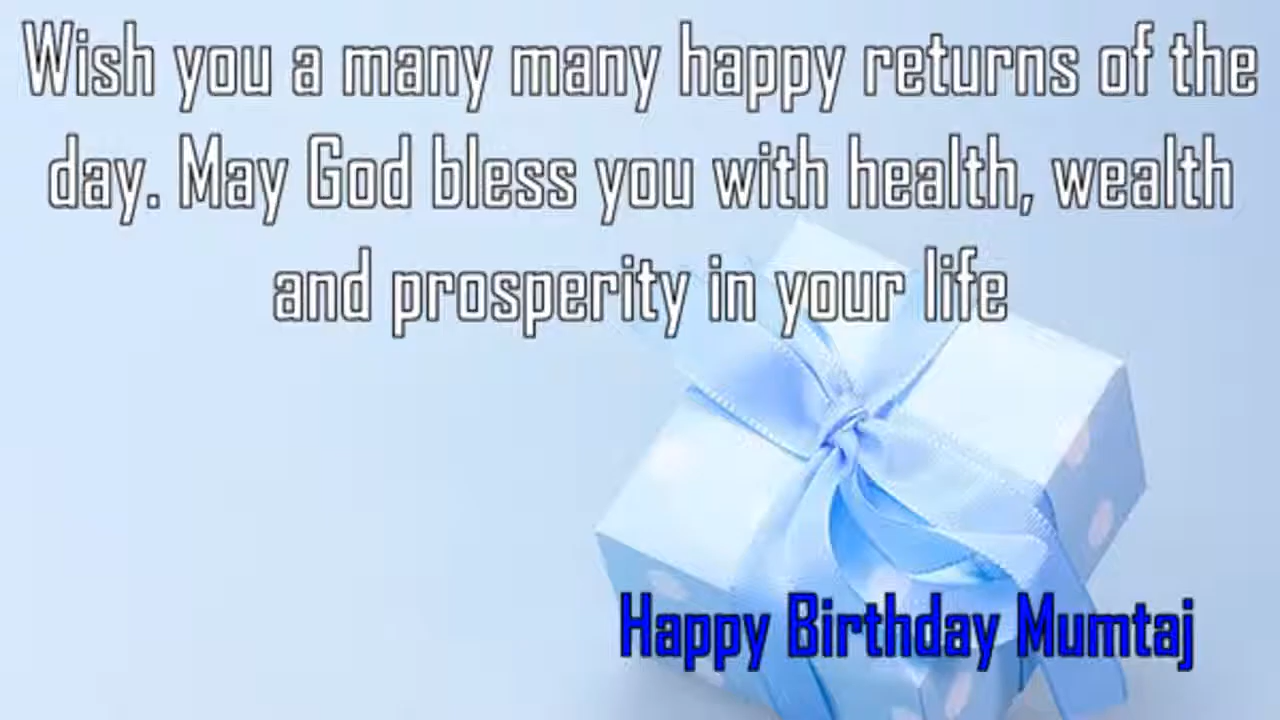 Wish you a many many happy returns of the
day. May God bless you with health, wealth
and prosperity in your life
Happy Birthday Mumtaj